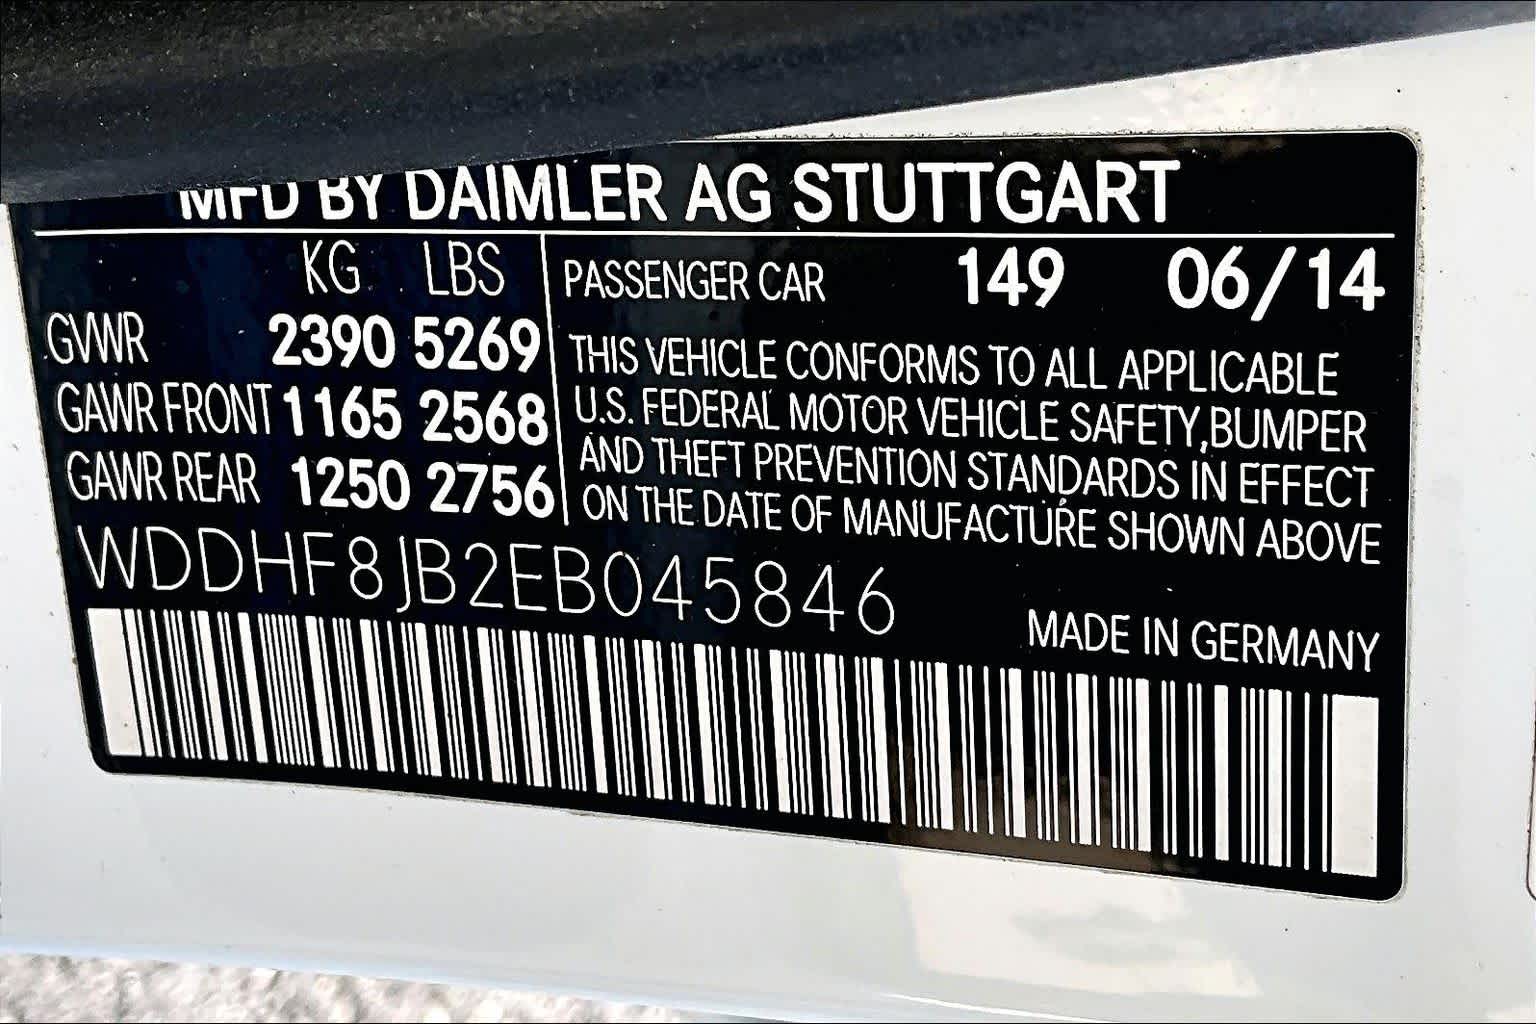 MFD BY DAIMLER AG STUTTGART
KG LBS
GVWR 2390 5269
GAWR FRONT 1165 2568
GAWR REAR 1250 2756
PASSENGER CAR 149 06/14
THIS VEHICLE CONFORMS TO ALL APPLICABLE
U.S. FEDERAL MOTOR VEHICLE SAFETY,BUMPER
AND THEFT PREVENTION STANDARDS IN EFFECT
ON THE DATE OF MANUFACTURE SHOWN ABOVE
WDDHF8JB2EB045846
MADE IN GERMANY